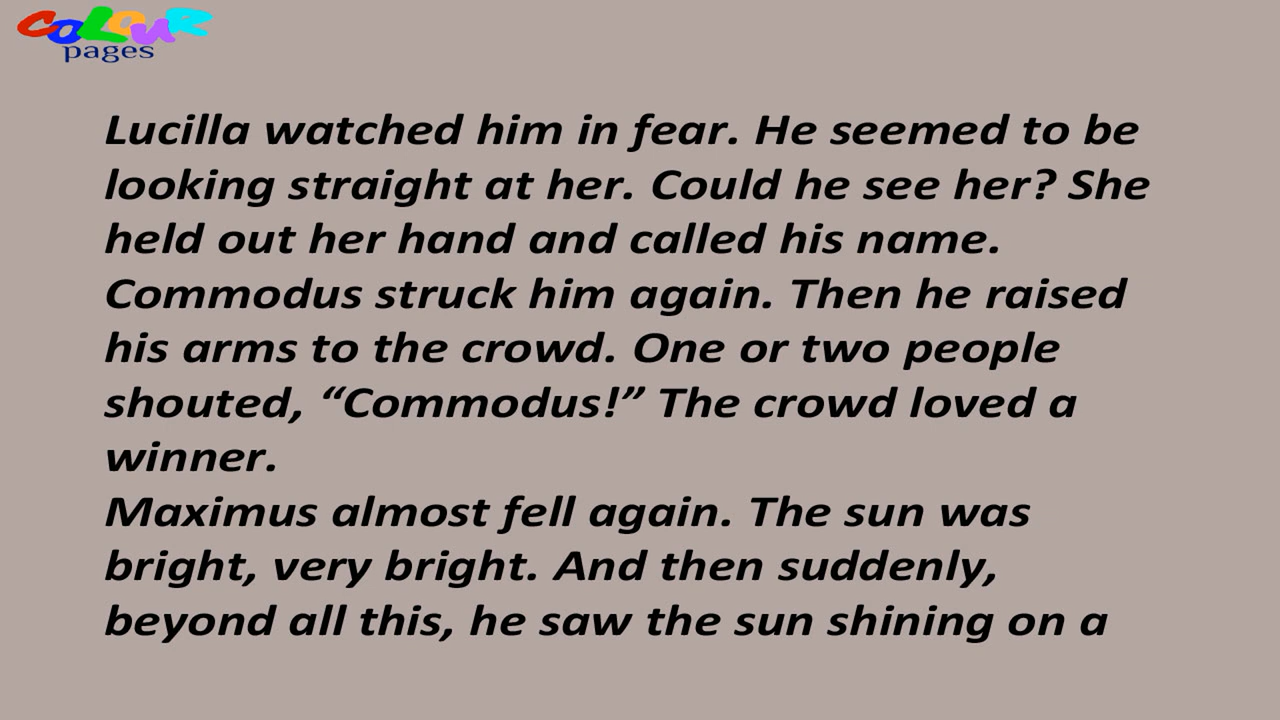 COLOUR
pages
Lucilla watched him in fear. He seemed to be
looking straight at her. Could he see her? She
held out her hand and called his name.
Commodus struck him again. Then he raised
his arms to the crowd. One or two people
shouted, “Commodus!” The crowd loved a
winner.
Maximus almost fell again. The sun was
bright, very bright. And then suddenly,
beyond all this, he saw the sun shining on a